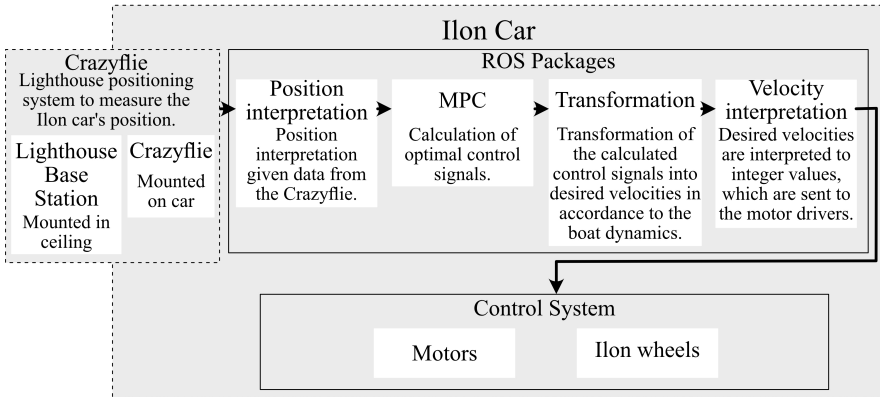 Ilon Car
Crazyflie
Lighthouse positioning
system to measure the
Ilon car's position.
Lighthouse
Base
Station
Mounted in
ceiling
Crazyflie
Mounted
on car
ROS Packages
Position
interpretation
Position
interpretation
given data from
the Crazyflie.
MPC
Calculation of
optimal control
signals.
Transformation
Transformation of
the calculated
control signals into
desired velocities in
accordance to the
boat dynamics.
Velocity
interpretation
Desired velocities
are interpreted to
integer values,
which are sent to
the motor drivers.
Control System
Motors
Ilon wheels